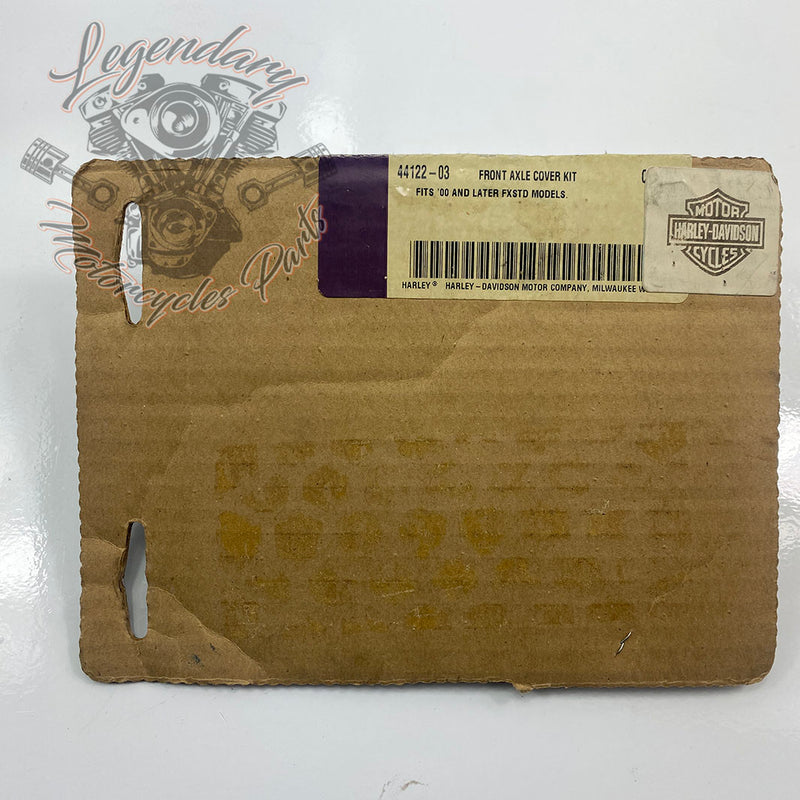 Legendary
Motorcycles Parts
44122-03 FRONT AXLE COVER KIT
FITS '00 AND LATER FXSTD MODELS.
MOTOR
HARLEY-DAVIDSON
CYCLES
HARLEY® HARLEY-DAVIDSON MOTOR COMPANY, MILWAUKEE